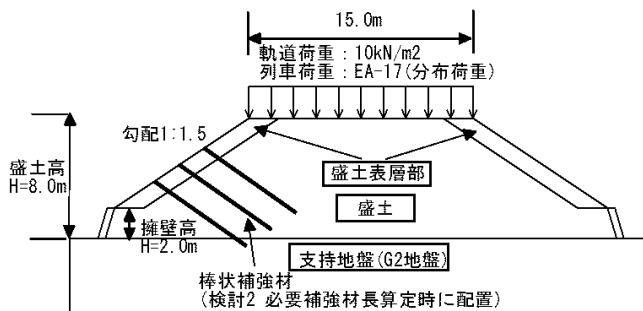 15.0m
軌道荷重：10kN/m2
列車荷重：EA-17(分布荷重)
勾配1:1.5
盛土高
H=8.0m
盛土表層部
盛土
擁壁高
H=2.0m
支持地盤(G2地盤)
棒状補強材
(検討2 必要補強材長算定時に配置)